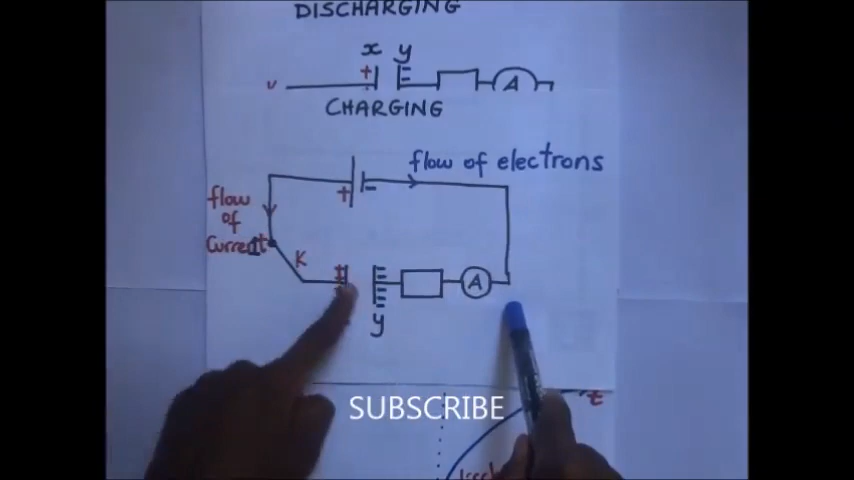 DISCHARGING
x y
+ -
A
CHARGING
flow of electrons
+ -
flow
of
Current
K
A
y
SUBSCRIBE
t